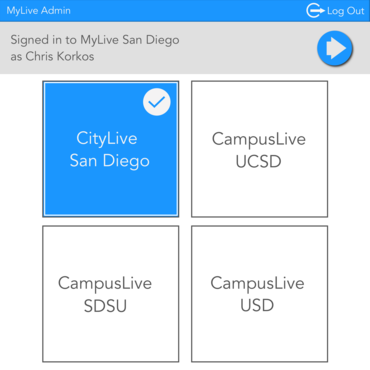 MyLive Admin
Log Out
Signed in to MyLive San Diego
as Chris Korkos
CityLive
San Diego
CampusLive
UCSD
CampusLive
SDSU
CampusLive
USD